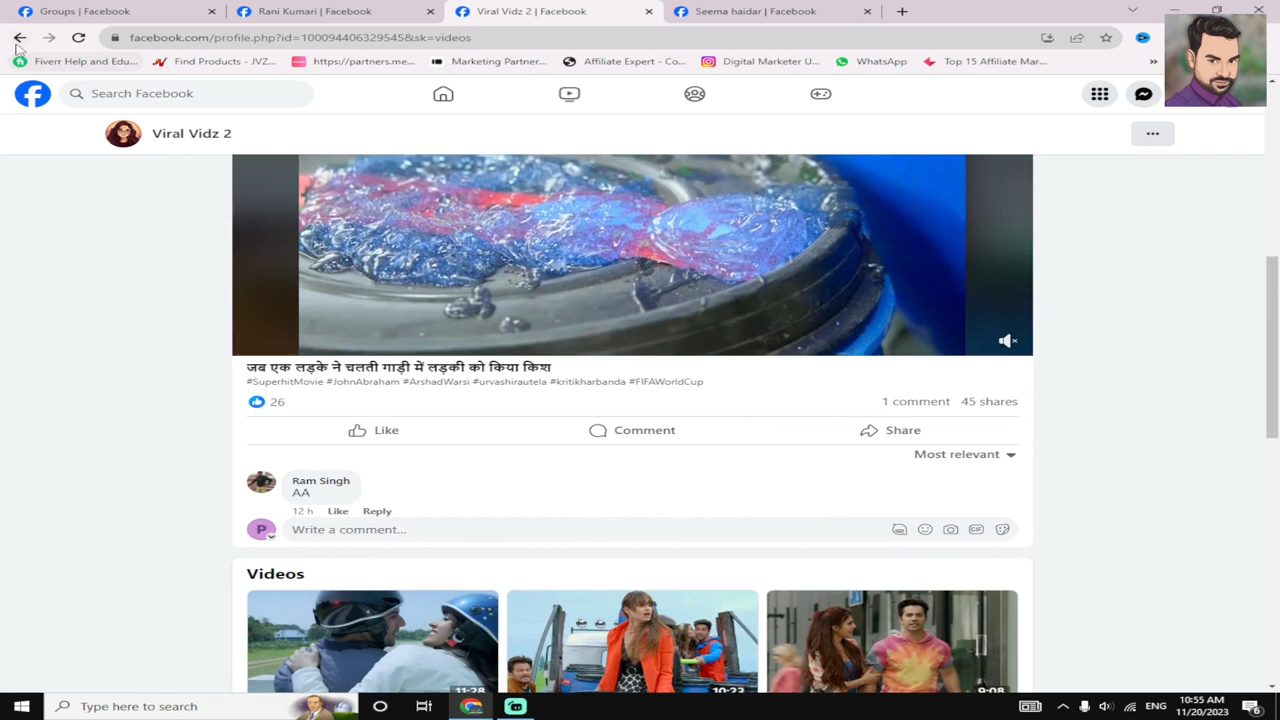 Groups | Facebook
Rani Kumari | Facebook
Viral Vidz 2 | Facebook
Seema haidar | Facebook
facebook.com/profile.php?id=100094406329545&sk=videos
Fiverr Help and Edu...
Find Products - JVZ...
https://partners.me...
Marketing Partner...
Affiliate Expert - Co...
Digital Marketer U...
WhatsApp
Top 15 Affiliate Mar...
Search Facebook
Viral Vidz 2
जब एक लड़के ने चलती गाड़ी में लड़की को किया किश
#SuperhitMovie #JohnAbraham #ArshadWarsi #urvashirautela #kritikharbanda #FIFAWorldCup
26
1 comment 45 shares
Like
Comment
Share
Most relevant
Ram Singh
AA
12 h Like Reply
P
Write a comment...
GIF
Videos
11:28
10:23
9:08
Type here to search
ENG
10:55 AM
11/20/2023
6